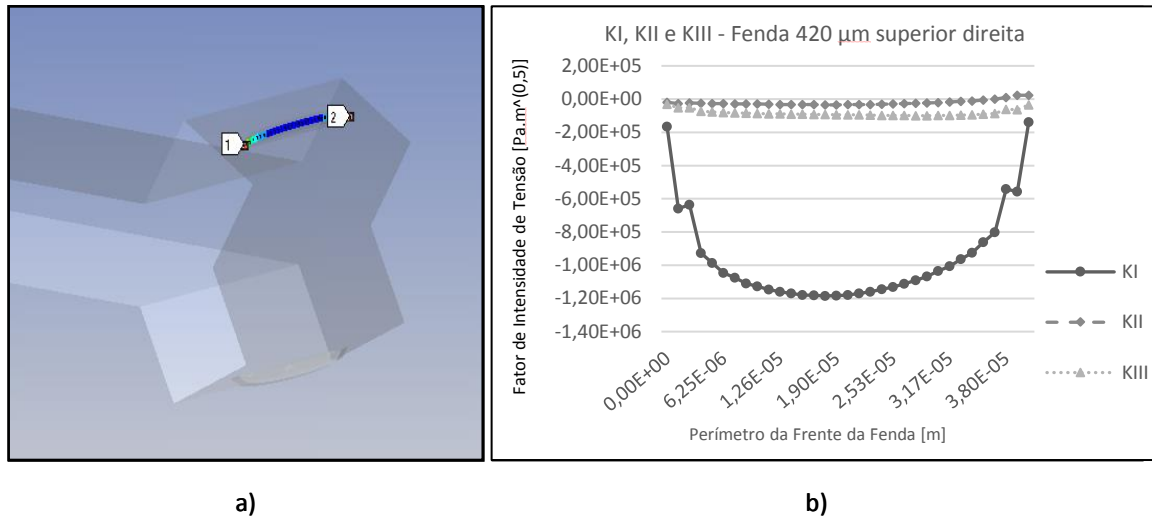 1
2
KI, KII e KIII - Fenda 420 µm superior direita
Fator de Intensidade de Tensão [Pa.m^(0,5)]
2,00E+05
0,00E+00
-2,00E+05
-4,00E+05
-6,00E+05
-8,00E+05
-1,00E+06
-1,20E+06
-1,40E+06
0,00E+00
6,25E-06
1,26E-05
1,90E-05
2,53E-05
3,17E-05
3,80E-05
Perímetro da Frente da Fenda [m]
KI
KII
KIII
a)
b)